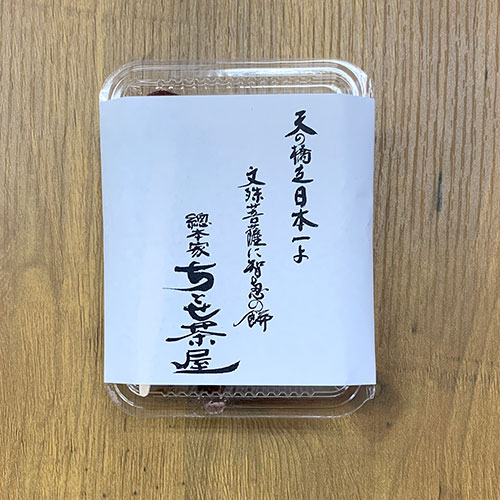 天の橋立日本一よ
文殊菩薩に智恵の餅
總本家
ちとせ茶屋